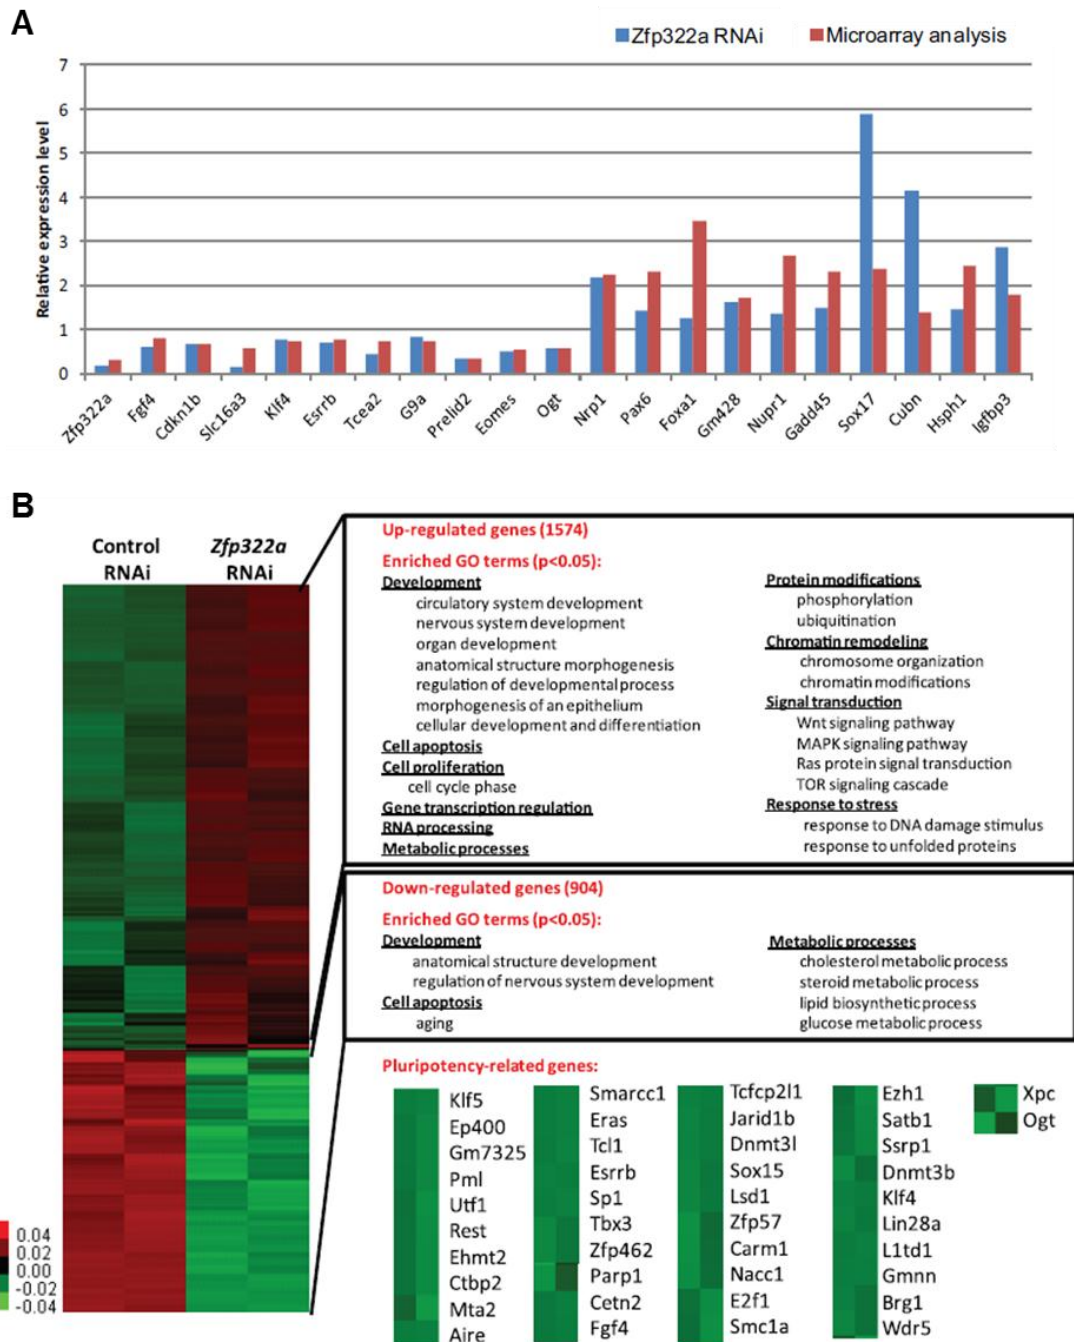 A
Zfp322a RNAi
Microarray analysis
Relative expression level
7
6
5
4
3
2
1
0
Zfp322a
Fgf4
Cdkn1b
Slc16a3
Klf4
Esrrb
Tcea2
G9a
Prelid2
Eomes
Ogt
Nrp1
Pax6
Foxa1
Gm428
Nupr1
Gadd45
Sox17
Cubn
Hsph1
Igfbp3
B
Control
RNAi
Zfp322a
RNAi
Up-regulated genes (1574)
Enriched GO terms (p<0.05):
Development
circulatory system development
nervous system development
organ development
anatomical structure morphogenesis
regulation of developmental process
morphogenesis of an epithelium
cellular development and differentiation
Cell apoptosis
Cell proliferation
cell cycle phase
Gene transcription regulation
RNA processing
Metabolic processes
Protein modifications
phosphorylation
ubiquitination
Chromatin remodeling
chromosome organization
chromatin modifications
Signal transduction
Wnt signaling pathway
MAPK signaling pathway
Ras protein signal transduction
TOR signaling cascade
Response to stress
response to DNA damage stimulus
response to unfolded proteins
Down-regulated genes (904)
Enriched GO terms (p<0.05):
Development
anatomical structure development
regulation of nervous system development
Cell apoptosis
aging
Metabolic processes
cholesterol metabolic process
steroid metabolic process
lipid biosynthetic process
glucose metabolic process
Pluripotency-related genes:
Klf5
Ep400
Gm7325
Pml
Utf1
Rest
Ehmt2
Ctbp2
Mta2
Aire
Smarcc1
Eras
Tcl1
Esrrb
Sp1
Tbx3
Zfp462
Parp1
Cetn2
Fgf4
Tcfcp2l1
Jarid1b
Dnmt3l
Sox15
Lsd1
Zfp57
Carm1
Nacc1
E2f1
Smc1a
Ezh1
Satb1
Ssrp1
Dnmt3b
Klf4
Lin28a
L1td1
Gmnn
Brg1
Wdr5
Xpc
Ogt
0.04
0.02
0.00
-0.02
-0.04